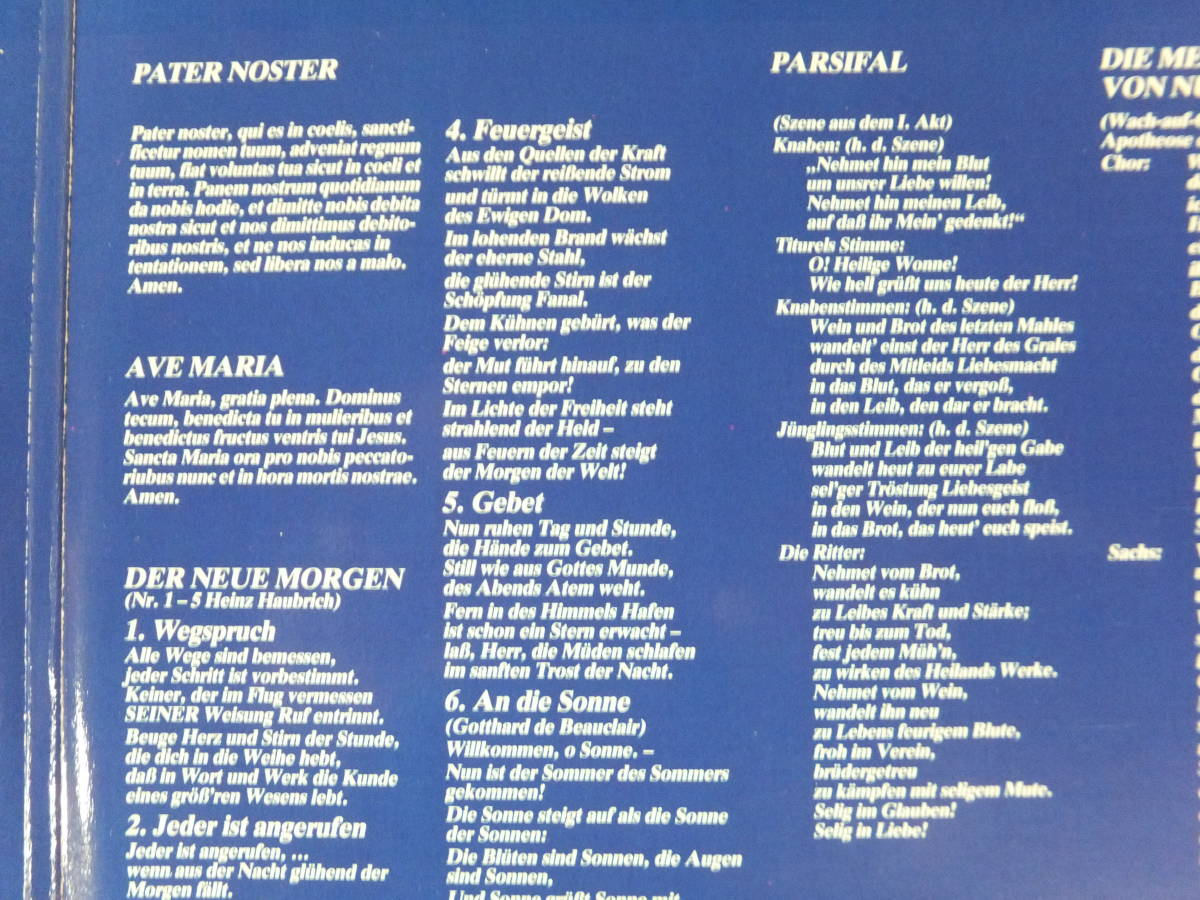 PATER NOSTER
Pater noster, qui es in coelis, sancti-
ficetur nomen tuum, adveniat regnum
tuum, fiat voluntas tua sicut in coeli et
in terra. Panem nostrum quotidianum
da nobis hodie, et dimitte nobis debita
nostra sicut et nos dimittimus debito-
ribus nostris, et ne nos inducas in
tentationem, sed libera nos a malo.
Amen.
AVE MARIA
Ave Maria, gratia plena. Dominus
tecum, benedicta tu in mulieribus et
benedictus fructus ventris tui Jesus.
Sancta Maria ora pro nobis peccato-
riubus nunc et in hora mortis nostrae.
Amen.
DER NEUE MORGEN
(Nr. 1 – 5 Heinz Haubrich)
1. Wegspruch
Alle Wege sind bemessen,
jeder Schritt ist vorbestimmt.
Keiner, der im Flug vermessen
SEINER Weisung Ruf entrinnt.
Beuge Herz und Stirn der Stunde,
die dich in die Weihe hebt,
daß in Wort und Werk die Kunde
eines größ'ren Wesens lebt.
2. Jeder ist angerufen
Jeder ist angerufen, ...
wenn aus der Nacht glühend der
Morgen fällt.
4. Feuergeist
Aus den Quellen der Kraft
schwillt der reißende Strom
und türmt in die Wolken
des Ewigen Dom.
Im lohenden Brand wächst
der eherne Stahl,
die glühende Stirn ist der
Schöpfung Fanal.
Dem Kühnen gebürt, was der
Feige verlor:
der Mut führt hinauf, zu den
Sternen empor!
Im Lichte der Freiheit steht
strahlend der Held –
aus Feuern der Zeit steigt
der Morgen der Welt!
5. Gebet
Nun ruhen Tag und Stunde,
die Hände zum Gebet.
Still wie aus Gottes Munde,
des Abends Atem weht.
Fern in des Himmels Hafen
ist schon ein Stern erwacht –
laß, Herr, die Müden schlafen
im sanften Trost der Nacht.
6. An die Sonne
(Gotthard de Beauclair)
Willkommen, o Sonne. –
Nun ist der Sommer des Sommers
gekommen!
Die Sonne steigt auf als die Sonne
der Sonnen:
Die Blüten sind Sonnen, die Augen
sind Sonnen,
Und Sonne grüßt Sonne mit
PARSIFAL
(Szene aus dem I. Akt)
Knaben: (h. d. Szene)
„Nehmet hin mein Blut
um unsrer Liebe willen!
Nehmet hin meinen Leib,
auf daß ihr Mein' gedenkt!“
Titurels Stimme:
O! Heilige Wonne!
Wie hell grüßt uns heute der Herr!
Knabenstimmen: (h. d. Szene)
Wein und Brot des letzten Mahles
wandelt' einst der Herr des Grales
durch des Mitleids Liebesmacht
in das Blut, das er vergoß,
in den Leib, den dar er bracht.
Jünglingsstimmen: (h. d. Szene)
Blut und Leib der heil'gen Gabe
wandelt heut zu eurer Labe
sel'ger Tröstung Liebesgeist
in den Wein, der nun euch floß,
in das Brot, das heut' euch speist.
Die Ritter:
Nehmet vom Brot,
wandelt es kühn
zu Leibes Kraft und Stärke;
treu bis zum Tod,
fest jedem Müh'n,
zu wirken des Heilands Werke.
Nehmet vom Wein,
wandelt ihn neu
zu Lebens feurigem Blute,
froh im Verein,
brüdergetreu
zu kämpfen mit seligem Mute.
Selig im Glauben!
Selig in Liebe!
DIE ME
VON NÜ
(Wach-auf-
Apotheose
Chor:
Sachs: